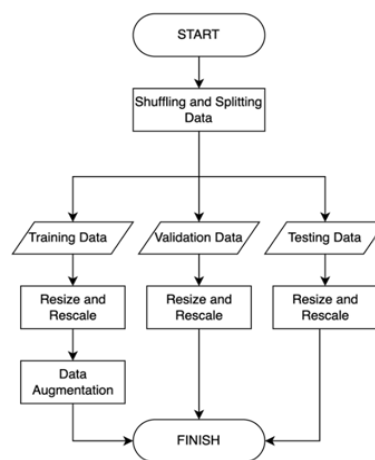 START
Shuffling and Splitting
Data
Training Data
Validation Data
Testing Data
Resize and
Rescale
Resize and
Rescale
Resize and
Rescale
Data
Augmentation
FINISH